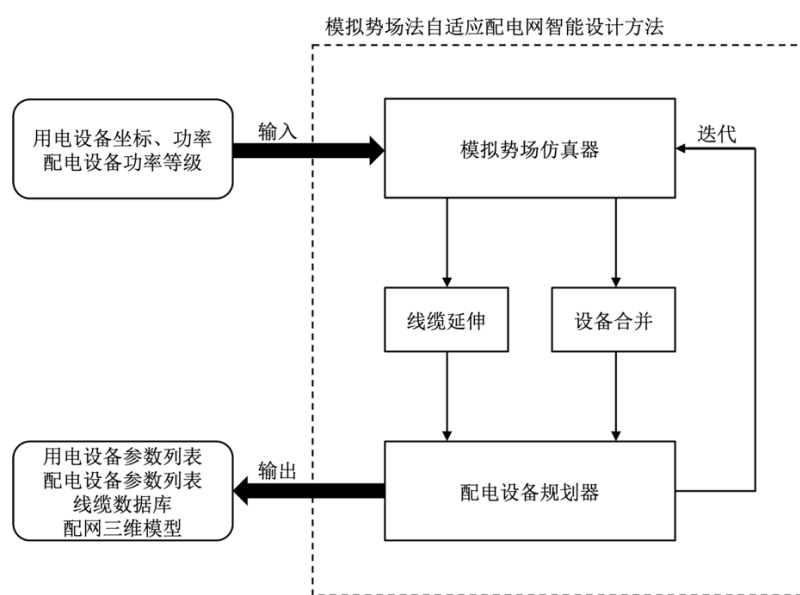 模拟势场法自适应配电网智能设计方法
用电设备坐标、功率
配电设备功率等级
输入
模拟势场仿真器
迭代
线缆延伸
设备合并
用电设备参数列表
配电设备参数列表
线缆数据库
配网三维模型
输出
配电设备规划器